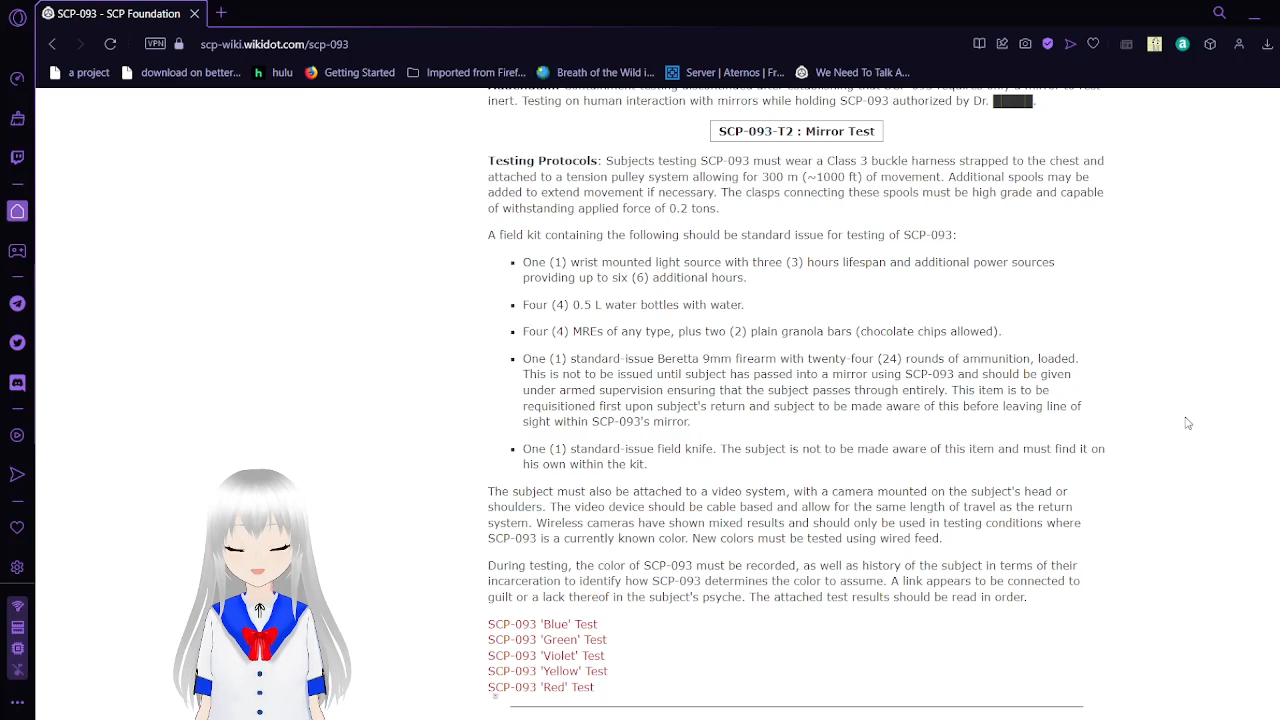 SCP-093 - SCP Foundation
VPN
scp-wiki.wikidot.com/scp-093
a project
download on better...
hulu
Getting Started
Imported from Firef...
Breath of the Wild i...
Server | Aternos | Fr...
We Need To Talk A...
inert. Testing on human interaction with mirrors while holding SCP-093 authorized by Dr.
SCP-093-T2 : Mirror Test
Testing Protocols: Subjects testing SCP-093 must wear a Class 3 buckle harness strapped to the chest and
attached to a tension pulley system allowing for 300 m (~1000 ft) of movement. Additional spools may be
added to extend movement if necessary. The clasps connecting these spools must be high grade and capable
of withstanding applied force of 0.2 tons.
A field kit containing the following should be standard issue for testing of SCP-093:
▪ One (1) wrist mounted light source with three (3) hours lifespan and additional power sources
providing up to six (6) additional hours.
▪ Four (4) 0.5 L water bottles with water.
▪ Four (4) MREs of any type, plus two (2) plain granola bars (chocolate chips allowed).
▪ One (1) standard-issue Beretta 9mm firearm with twenty-four (24) rounds of ammunition, loaded.
This is not to be issued until subject has passed into a mirror using SCP-093 and should be given
under armed supervision ensuring that the subject passes through entirely. This item is to be
requisitioned first upon subject's return and subject to be made aware of this before leaving line of
sight within SCP-093's mirror.
▪ One (1) standard-issue field knife. The subject is not to be made aware of this item and must find it on
his own within the kit.
The subject must also be attached to a video system, with a camera mounted on the subject's head or
shoulders. The video device should be cable based and allow for the same length of travel as the return
system. Wireless cameras have shown mixed results and should only be used in testing conditions where
SCP-093 is a currently known color. New colors must be tested using wired feed.
During testing, the color of SCP-093 must be recorded, as well as history of the subject in terms of their
incarceration to identify how SCP-093 determines the color to assume. A link appears to be connected to
guilt or a lack thereof in the subject's psyche. The attached test results should be read in order.
SCP-093 'Blue' Test
SCP-093 'Green' Test
SCP-093 'Violet' Test
SCP-093 'Yellow' Test
SCP-093 'Red' Test